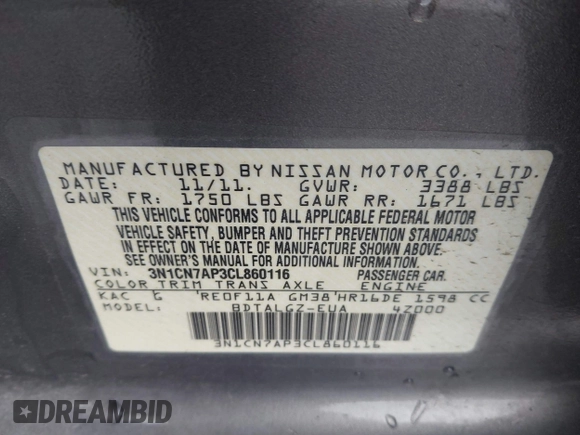 MANUFACTURED BY NISSAN MOTOR CO., LTD.
DATE: 11/11. GVWR: 3388 LBS
GAWR FR: 1750 LBS GAWR RR: 1671 LBS
THIS VEHICLE CONFORMS TO ALL APPLICABLE FEDERAL MOTOR
VEHICLE SAFETY, BUMPER AND THEFT PREVENTION STANDARDS
IN EFFECT ON THE DATE OF MANUFACTURE SHOWN ABOVE.
SEE OWNER'S MANUAL FOR ADDITIONAL INFORMATION.
VIN: 3N1CN7AP3CL860116 PASSENGER CAR.
COLOR TRIM TRANS AXLE ENGINE
KAC G RE0F11A GM38 HR16DE 1598 CC
MODEL: BDTALGZ-EUA 4Z000
3N1CN7AP3CL860116
DREAMBID